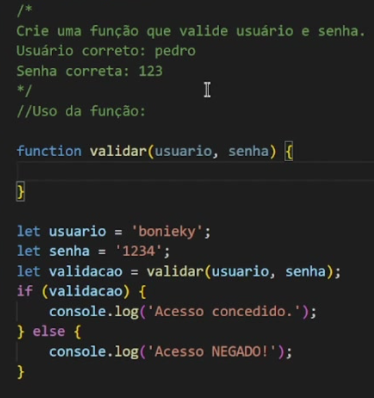 /*
Crie uma função que valide usuário e senha.
Usuário correto: pedro
Senha correta: 123
*/
//Uso da função:
function validar(usuario, senha) {
}
let usuario = 'bonieky';
let senha = '1234';
let validacao = validar(usuario, senha);
if (validacao) {
console.log('Acesso concedido.');
} else {
console.log('Acesso NEGADO!');
}